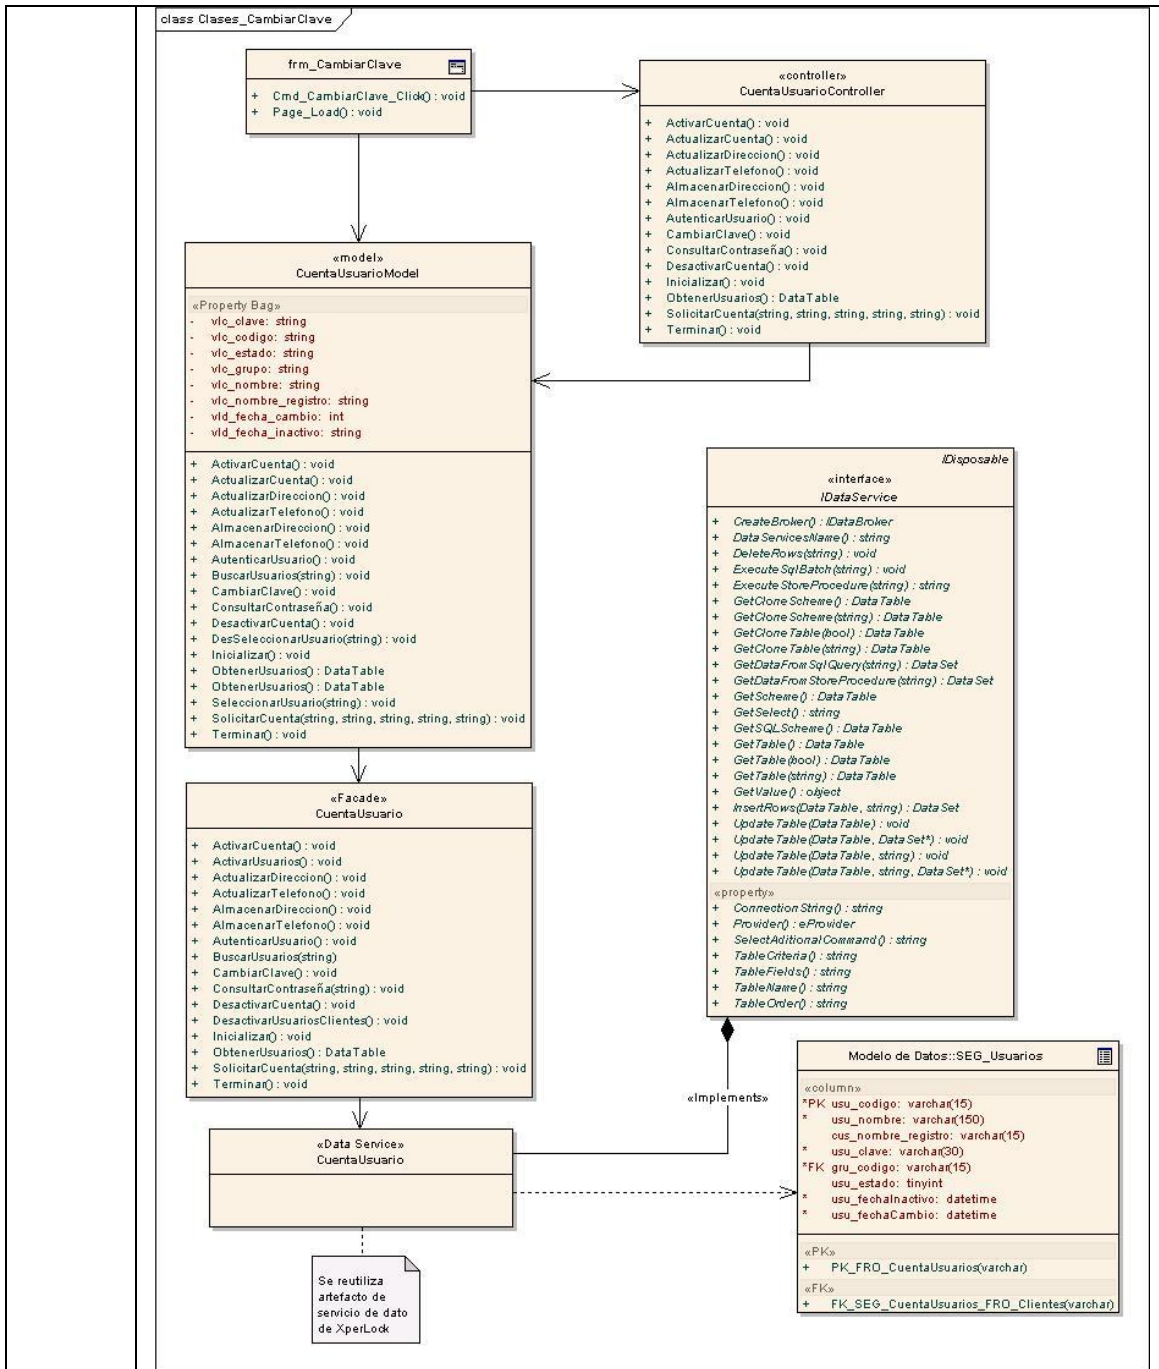 class Clases_CambiarClave
frm_CambiarClave
+ Cmd_CambiarClave_Click() : void
+ Page_Load() : void
«controller»
CuentaUsuarioController
+ ActivarCuenta() : void
+ ActualizarCuenta() : void
+ ActualizarDireccion() : void
+ ActualizarTelefono() : void
+ AlmacenarDireccion() : void
+ AlmacenarTelefono() : void
+ AutenticarUsuario() : void
+ CambiarClave() : void
+ ConsultarContraseña() : void
+ DesactivarCuenta() : void
+ Inicializar() : void
+ ObtenerUsuarios() : DataTable
+ SolicitarCuenta(string, string, string, string, string) : void
+ Terminar() : void
«model»
CuentaUsuarioModel
«Property Bag»
- vlc_clave: string
- vlc_codigo: string
- vlc_estado: string
- vlc_grupo: string
- vlc_nombre: string
- vlc_nombre_registro: string
- vld_fecha_cambio: int
- vld_fecha_inactivo: string
+ ActivarCuenta() : void
+ ActualizarCuenta() : void
+ ActualizarDireccion() : void
+ ActualizarTelefono() : void
+ AlmacenarDireccion() : void
+ AlmacenarTelefono() : void
+ AutenticarUsuario() : void
+ BuscarUsuarios(string) : void
+ CambiarClave() : void
+ ConsultarContraseña() : void
+ DesactivarCuenta() : void
+ DesSeleccionarUsuario(string) : void
+ Inicializar() : void
+ ObtenerUsuarios() : DataTable
+ ObtenerUsuarios() : DataTable
+ SeleccionarUsuario(string) : void
+ SolicitarCuenta(string, string, string, string, string) : void
+ Terminar() : void
IDisposable
«interface»
IDataService
+ CreateBroker() : IDataBroker
+ DataServicesName() : string
+ DeleteRows(string) : void
+ ExecuteSqlBatch(string) : void
+ ExecuteStoreProcedure(string) : string
+ GetCloneScheme() : DataTable
+ GetCloneScheme(string) : DataTable
+ GetCloneTable(bool) : DataTable
+ GetCloneTable(string) : DataTable
+ GetDataFromSqlQuery(string) : DataSet
+ GetDataFromStoreProcedure(string) : DataSet
+ GetScheme() : DataTable
+ GetSelect() : string
+ GetSQLScheme() : DataTable
+ GetTable() : DataTable
+ GetTable(bool) : DataTable
+ GetTable(string) : DataTable
+ GetValue() : object
+ InsertRows(DataTable, string) : DataSet
+ UpdateTable(DataTable) : void
+ UpdateTable(DataTable, DataSet*) : void
+ UpdateTable(DataTable, string) : void
+ UpdateTable(DataTable, string, DataSet*) : void
«property»
+ ConnectionString() : string
+ Provider() : eProvider
+ SelectAditionalCommand() : string
+ TableCriteria() : string
+ TableFields() : string
+ TableName() : string
+ TableOrder() : string
«Facade»
CuentaUsuario
+ ActivarCuenta() : void
+ ActivarUsuarios() : void
+ ActualizarDireccion() : void
+ ActualizarTelefono() : void
+ AlmacenarDireccion() : void
+ AlmacenarTelefono() : void
+ AutenticarUsuario() : void
+ BuscarUsuarios(string)
+ CambiarClave() : void
+ ConsultarContraseña(string) : void
+ DesactivarCuenta() : void
+ DesactivarUsuariosClientes() : void
+ Inicializar() : void
+ ObtenerUsuarios() : DataTable
+ SolicitarCuenta(string, string, string, string, string) : void
+ Terminar() : void
«Implements»
«Data Service»
CuentaUsuario
Modelo de Datos::SEG_Usuarios
«column»
*PK usu_codigo: varchar(15)
* usu_nombre: varchar(150)
cus_nombre_registro: varchar(15)
* usu_clave: varchar(30)
*FK gru_codigo: varchar(15)
usu_estado: tinyint
* usu_fechaInactivo: datetime
* usu_fechaCambio: datetime
«PK»
+ PK_FRO_CuentaUsuarios(varchar)
«FK»
+ FK_SEG_CuentaUsuarios_FRO_Clientes(varchar)
Se reutiliza
artefacto de
servicio de dato
de XperLock